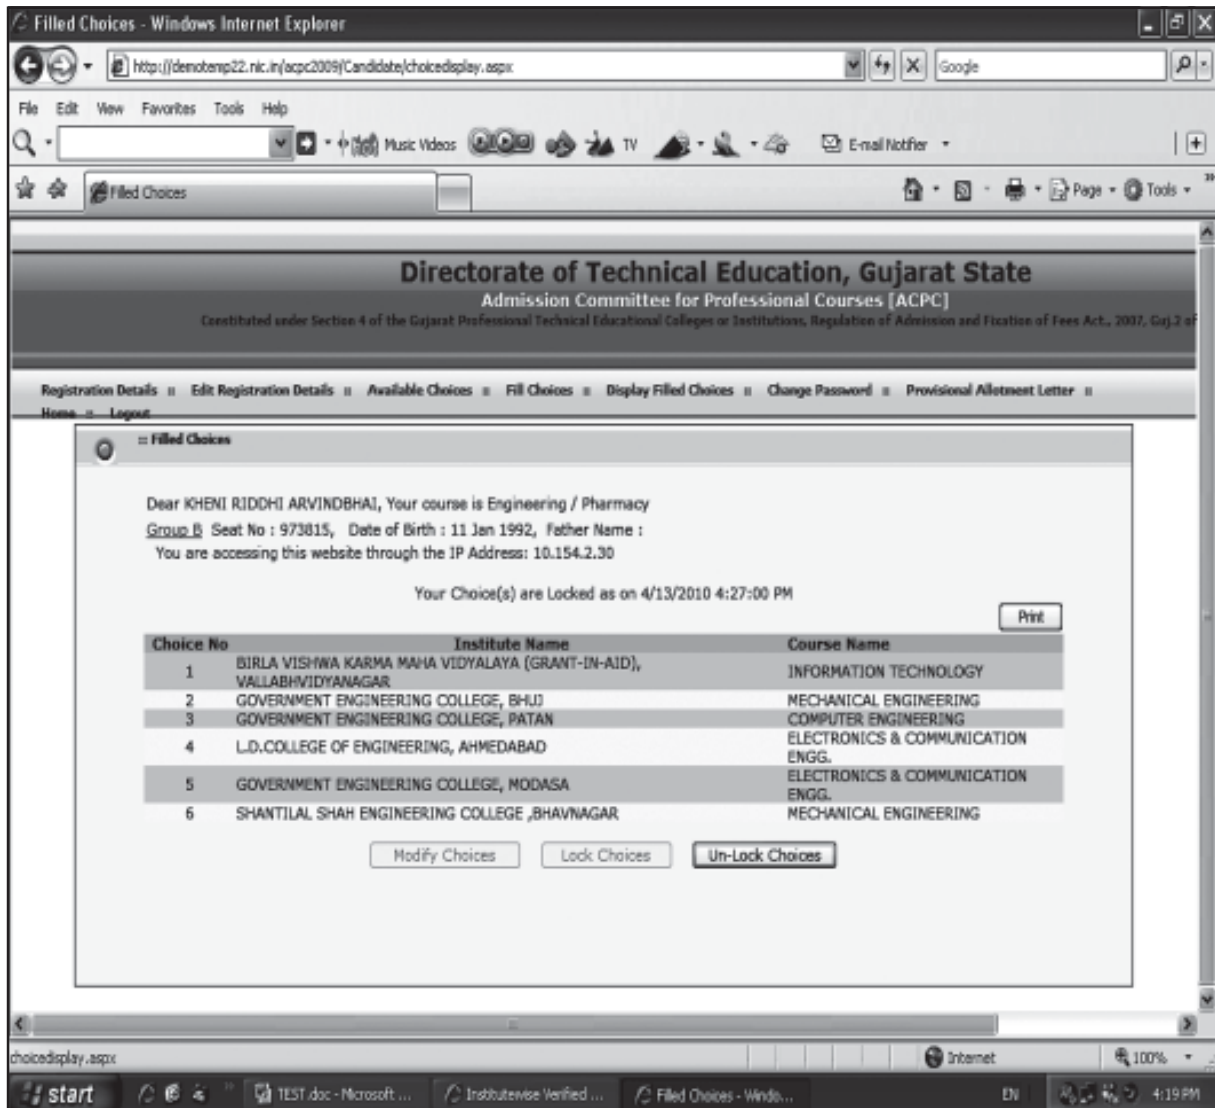 Filled Choices - Windows Internet Explorer
http://demotemp22.nic.in/acpc2009/Candidate/choicedisplay.aspx
Google
File Edit View Favorites Tools Help
Music Videos TV E-mail Notifier
Filled Choices
Page Tools
Directorate of Technical Education, Gujarat State
Admission Committee for Professional Courses [ACPC]
Constituted under Section 4 of the Gujarat Professional Technical Educational Colleges or Institutions, Regulation of Admission and Fixation of Fees Act., 2007, Guj.2 of
Registration Details :: Edit Registration Details :: Available Choices :: Fill Choices :: Display Filled Choices :: Change Password :: Provisional Allotment Letter ::
Home :: Logout
:: Filled Choices
Dear KHENI RIDDHI ARVINDBHAI, Your course is Engineering / Pharmacy
Group B Seat No : 973815, Date of Birth : 11 Jan 1992, Father Name :
You are accessing this website through the IP Address: 10.154.2.30
Your Choice(s) are Locked as on 4/13/2010 4:27:00 PM
Print
Choice No Institute Name Course Name
1 BIRLA VISHWA KARMA MAHA VIDYALAYA (GRANT-IN-AID), VALLABHVIDYANAGAR INFORMATION TECHNOLOGY
2 GOVERNMENT ENGINEERING COLLEGE, BHUJ MECHANICAL ENGINEERING
3 GOVERNMENT ENGINEERING COLLEGE, PATAN COMPUTER ENGINEERING
4 L.D.COLLEGE OF ENGINEERING, AHMEDABAD ELECTRONICS & COMMUNICATION ENGG.
5 GOVERNMENT ENGINEERING COLLEGE, MODASA ELECTRONICS & COMMUNICATION ENGG.
6 SHANTILAL SHAH ENGINEERING COLLEGE ,BHAVNAGAR MECHANICAL ENGINEERING
Modify Choices Lock Choices Un-Lock Choices
choicedisplay.aspx Internet 100%
start TEST.doc - Microsoft ... Institutewise Verified ... Filled Choices - Windo... EN 4:19 PM